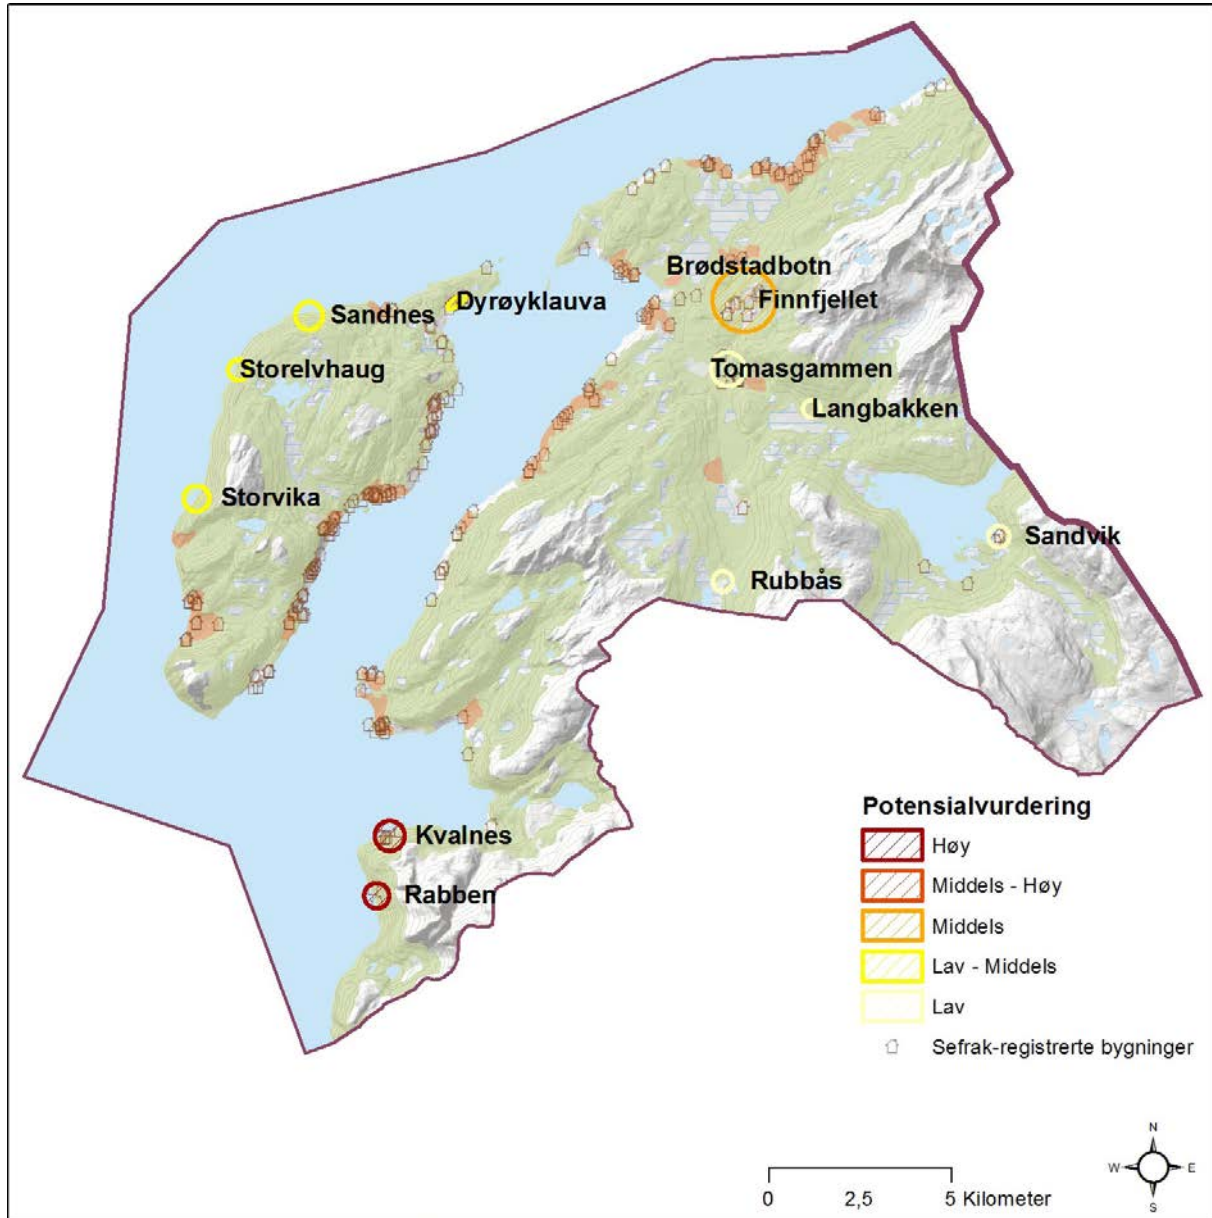 Brødstadbotn
Finnfjellet
Dyrøyklauva
Sandnes
Storelvhaug
Tomasgammen
Langbakken
Storvika
Sandvik
Rubbås
Kvalnes
Rabben
Potensialvurdering
Høy
Middels - Høy
Middels
Lav - Middels
Lav
Sefrak-registrerte bygninger
N
W E
S
0 2,5 5 Kilometer